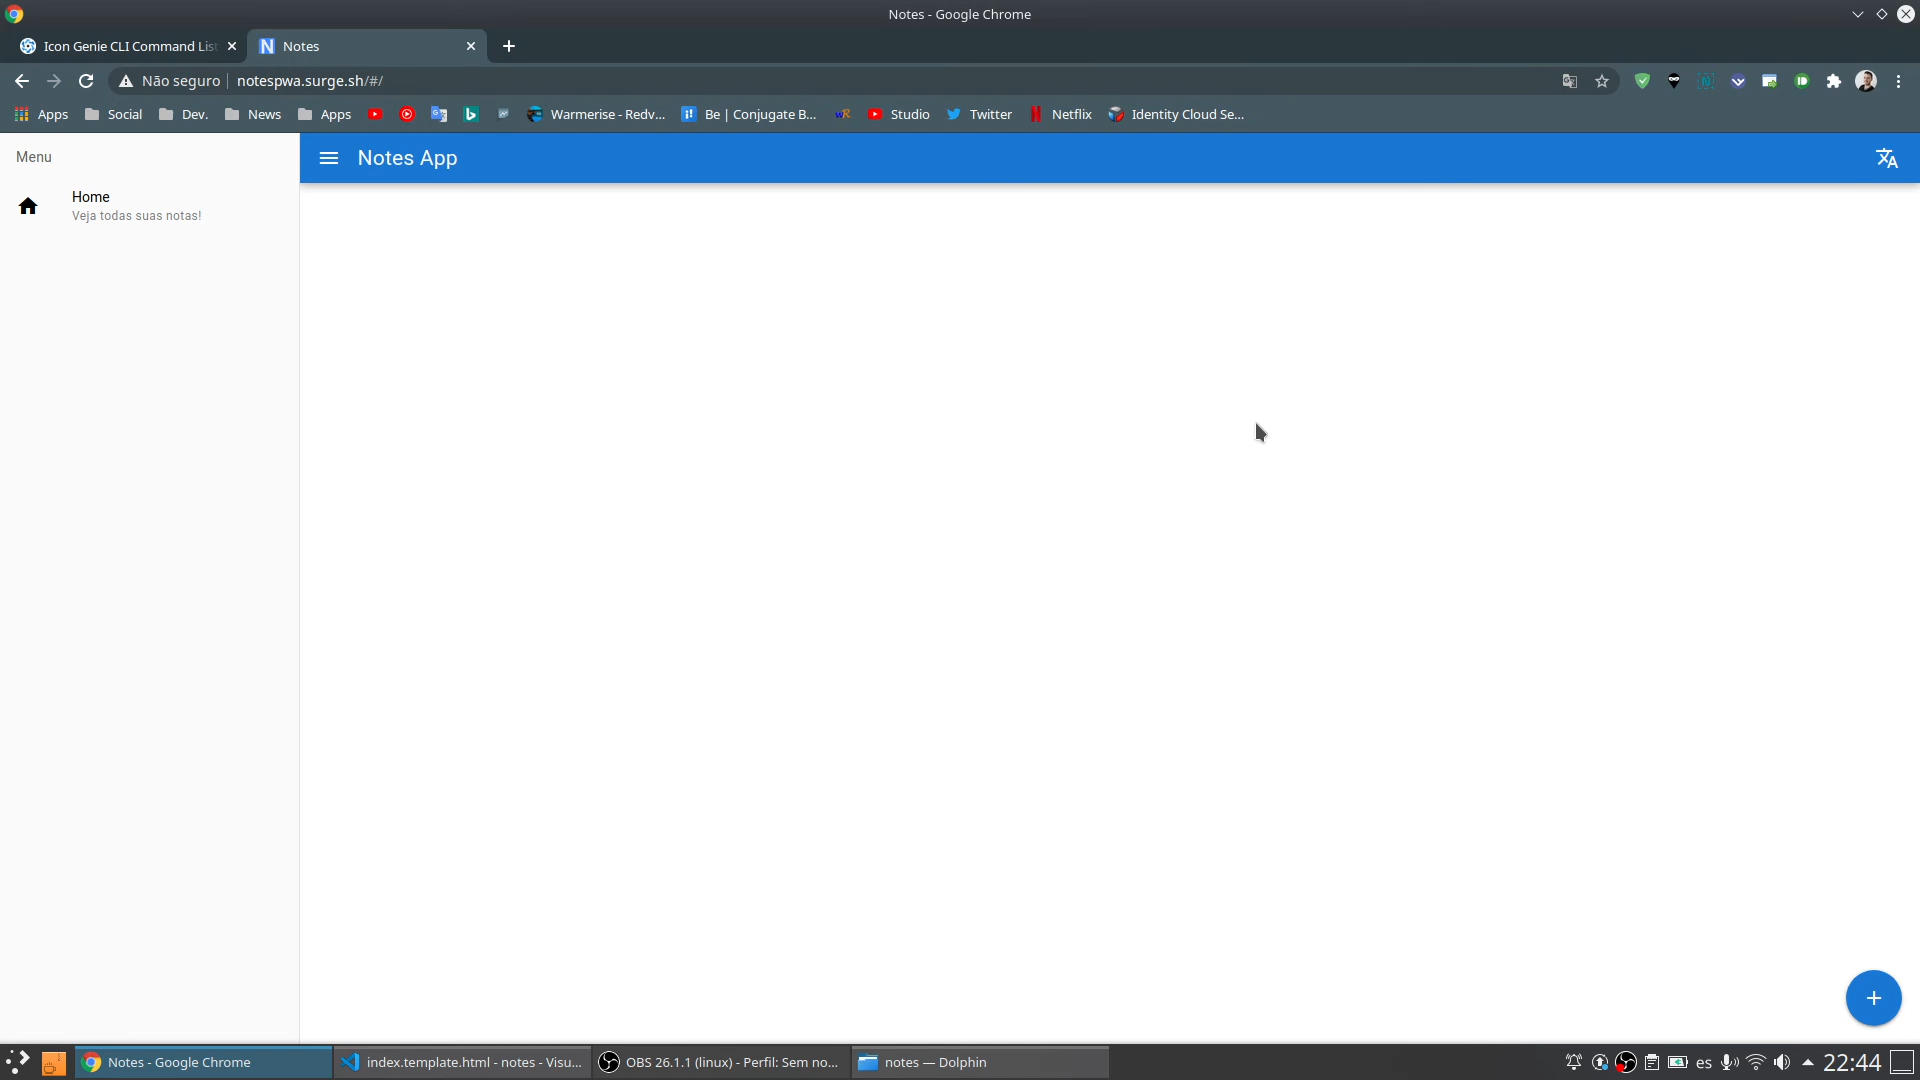 Notes - Google Chrome
Icon Genie CLI Command List
Notes
Não seguro
notespwa.surge.sh/#/
Apps
Social
Dev.
News
Apps
Warmerise - Redv...
Be | Conjugate B...
Studio
Twitter
Netflix
Identity Cloud Se...
Menu
Notes App
Home
Veja todas suas notas!
Notes - Google Chrome
index.template.html - notes - Visu...
OBS 26.1.1 (linux) - Perfil: Sem no...
notes — Dolphin
es
22:44